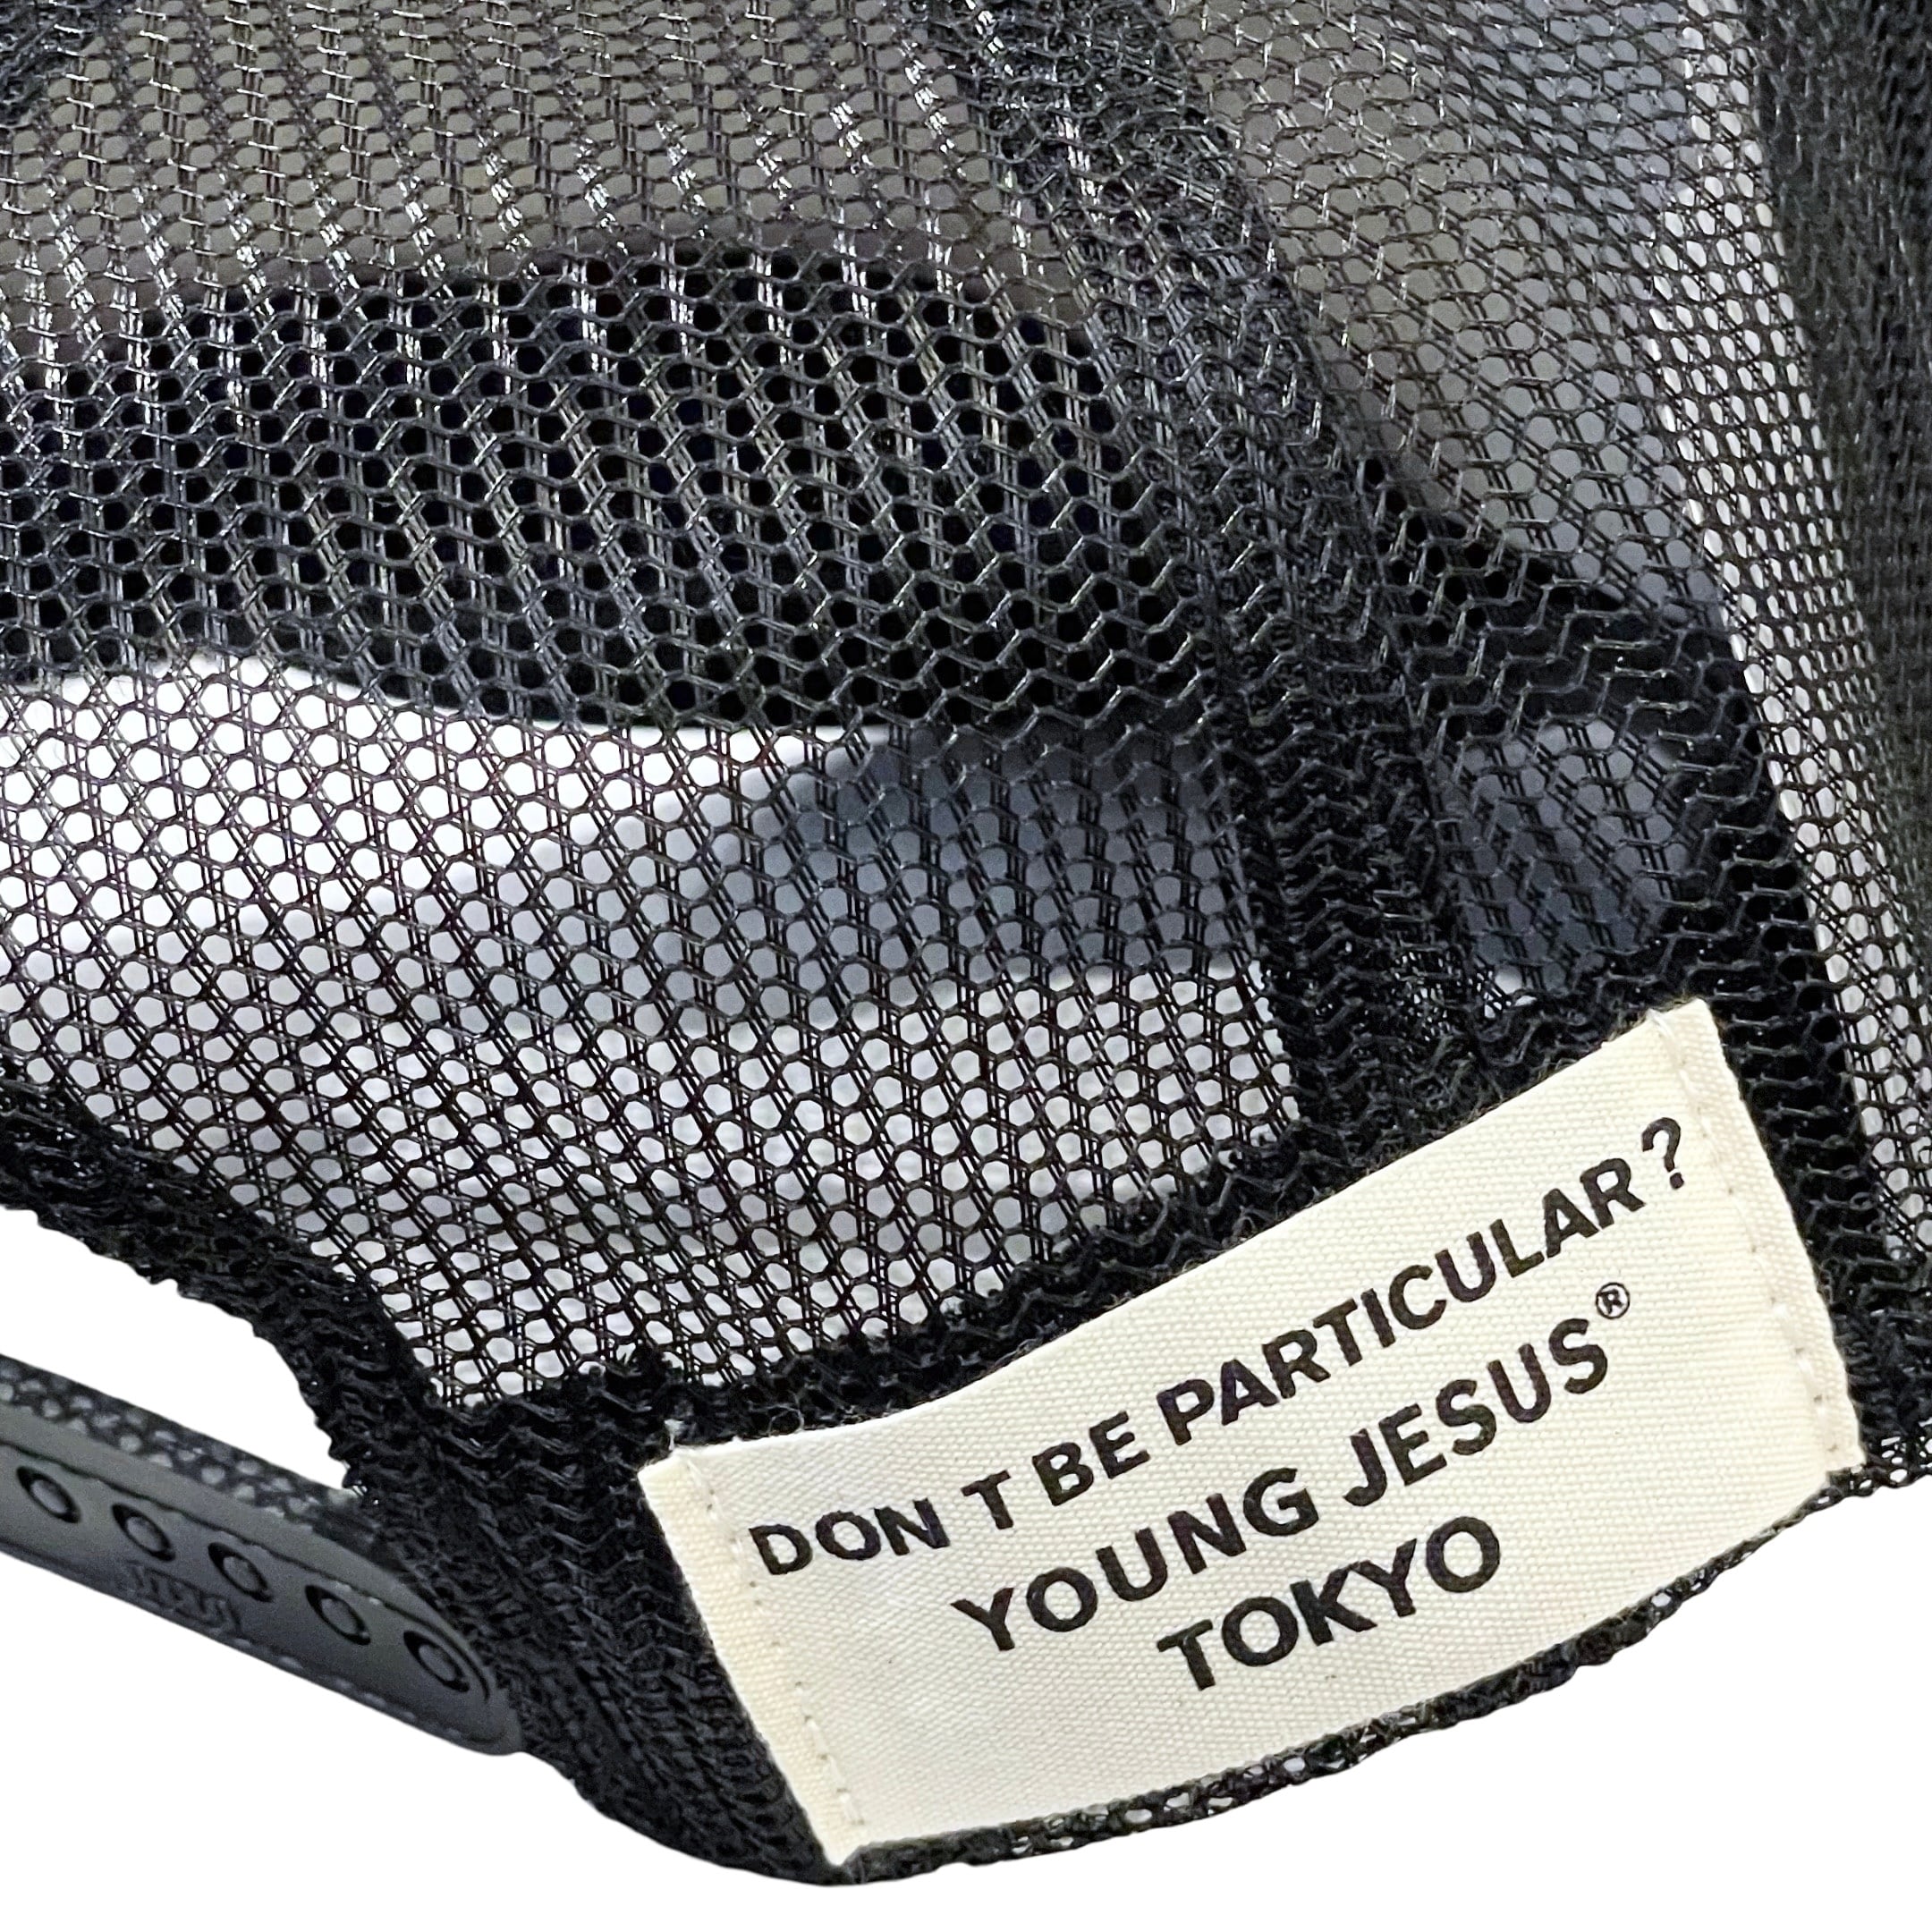 DON T BE PARTICULAR ?
YOUNG JESUS®
TOKYO